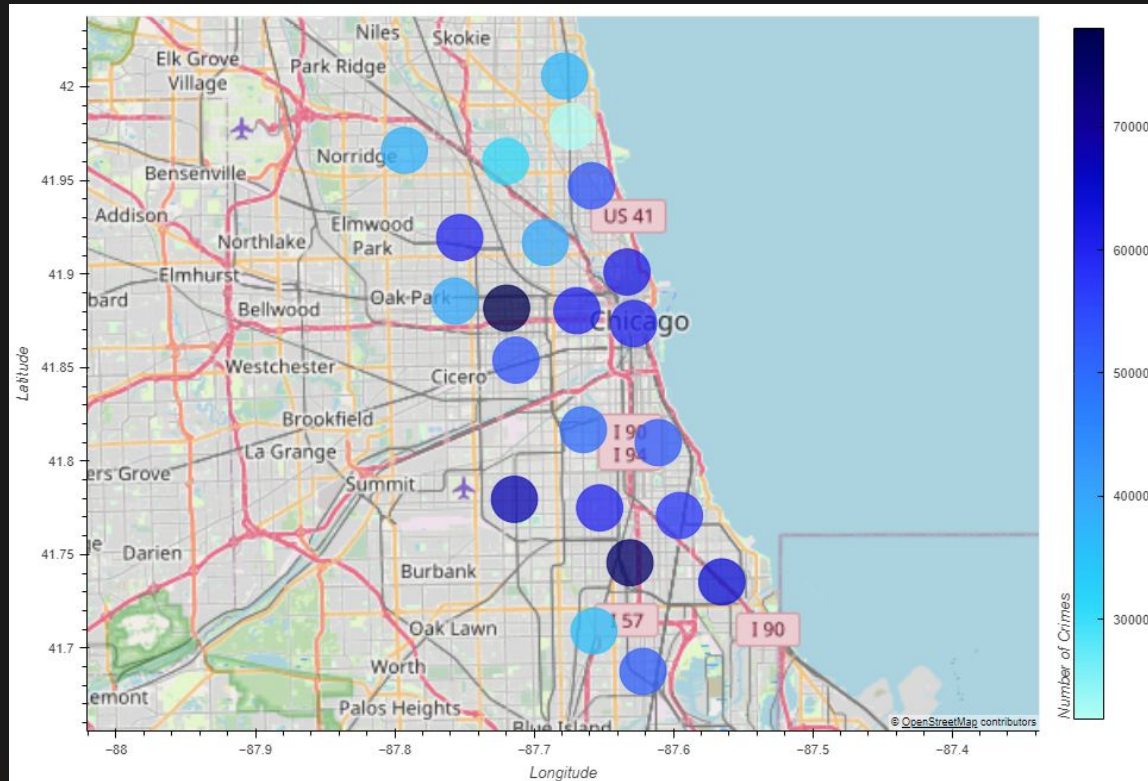 Niles
Skokie
Elk Grove
Village
Park Ridge
42
70000
Norridge
41.95
Bensenville
Addison
US 41
Elmwood
Park
Northlake
60000
41.9
Elmhurst
bard
Oak Park
Bellwood
Chicago
Latitude
41.85
Westchester
Cicero
50000
Brookfield
I 90
I 94
La Grange
41.8
ers Grove
Summit
40000
41.75
Darien
Burbank
30000
I 57
I 90
Oak Lawn
41.7
Worth
emont
Palos Heights
Number of Crimes
Blue Island
© OpenStreetMap contributors
−88
−87.9
−87.8
−87.7
−87.6
−87.5
−87.4
Longitude